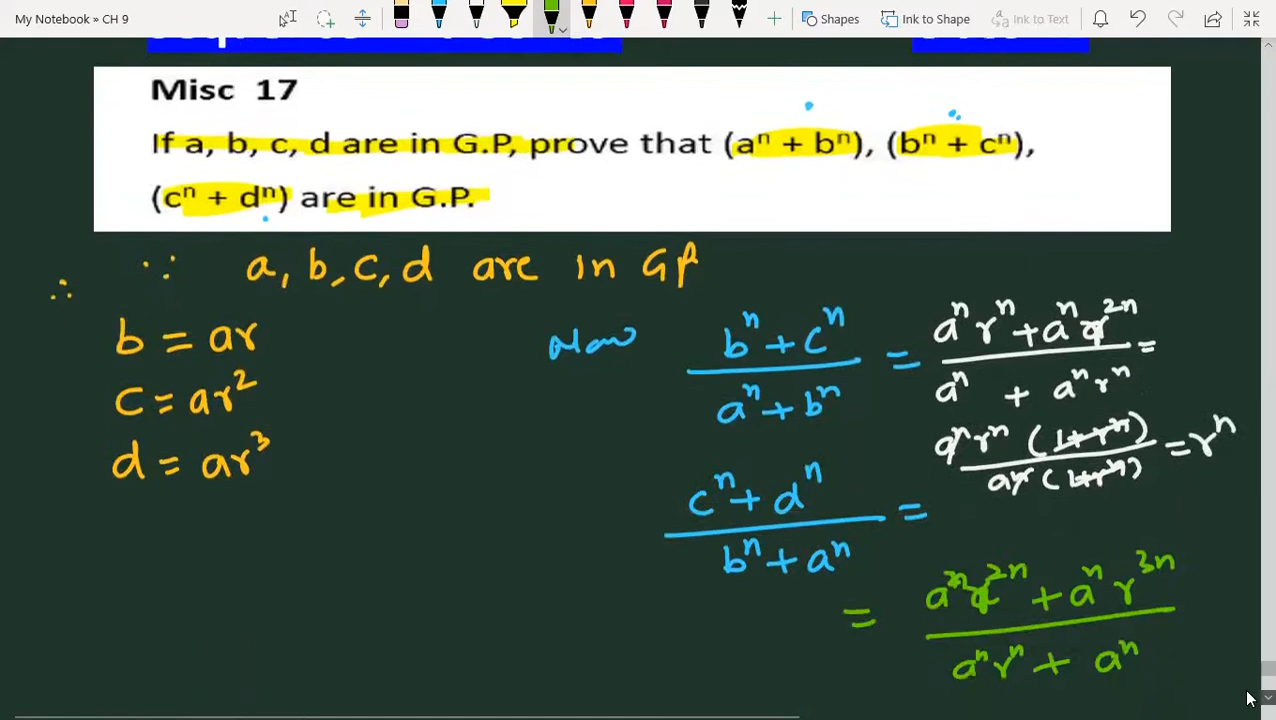 My Notebook » CH 9
Shapes
Ink to Shape
Ink to Text
Misc 17
If a, b, c, d are in G.P, prove that (aⁿ + bⁿ), (bⁿ + cⁿ),
(cⁿ + dⁿ) are in G.P.
∵ a, b, c, d are in GP
∴
b = ar
c = ar²
d = ar³
Now (bⁿ + cⁿ)/(aⁿ + bⁿ) = (aⁿrⁿ + aⁿr²ⁿ)/(aⁿ + aⁿrⁿ) =
aⁿrⁿ(1+rⁿ)/aⁿ(1+rⁿ) = rⁿ
(cⁿ + dⁿ)/(bⁿ + aⁿ) =
= (aⁿr²ⁿ + aⁿr³ⁿ)/(aⁿrⁿ + aⁿ)